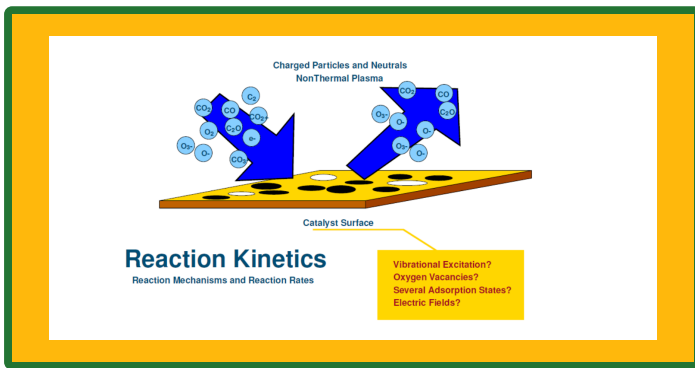 Charged Particles and Neutrals
NonThermal Plasma
C₂
CO₂
CO
CO₂₊
O₂
C₂O
e-
O₃-
O-
CO₃-
CO₂
CO
C₂O
O₃-
O-
O-
O₃-
O-
Catalyst Surface
Reaction Kinetics
Reaction Mechanisms and Reaction Rates
Vibrational Excitation?
Oxygen Vacancies?
Several Adsorption States?
Electric Fields?